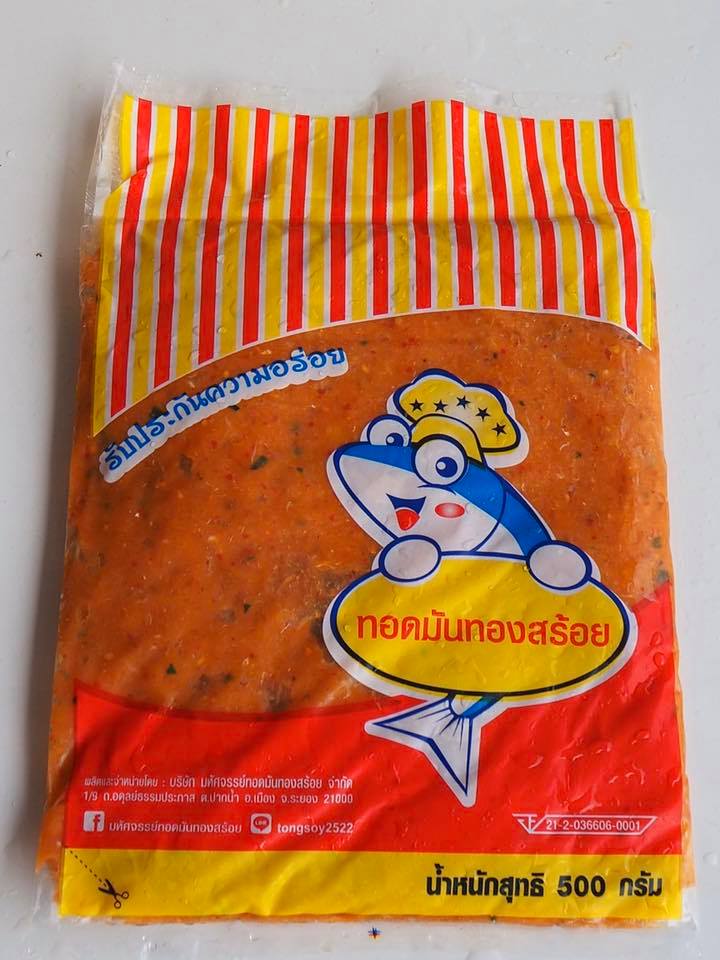 รับประกันความอร่อย
ทอดมันทองสร้อย
ผลิตและจำหน่ายโดย : บริษัท มหัศจรรย์ทอดมันทองสร้อย จำกัด
1/9 ถ.อดุลย์ธรรมประภาส ต.ปากน้ำ อ.เมือง จ.ระยอง 21000
f มหัศจรรย์ทอดมันทองสร้อย LINE tongsoy2522
F 21-2-036606-0001
น้ำหนักสุทธิ 500 กรัม